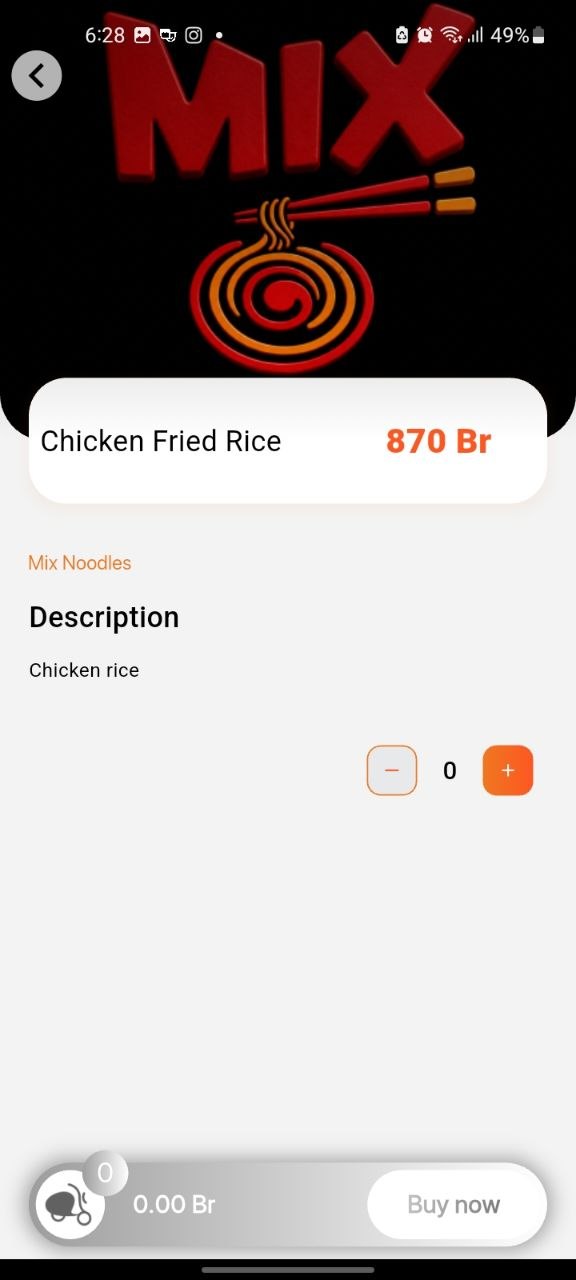 6:28 49%
MIX
Chicken Fried Rice 870 Br
Mix Noodles
Description
Chicken rice
− 0 +
0
0.00 Br Buy now